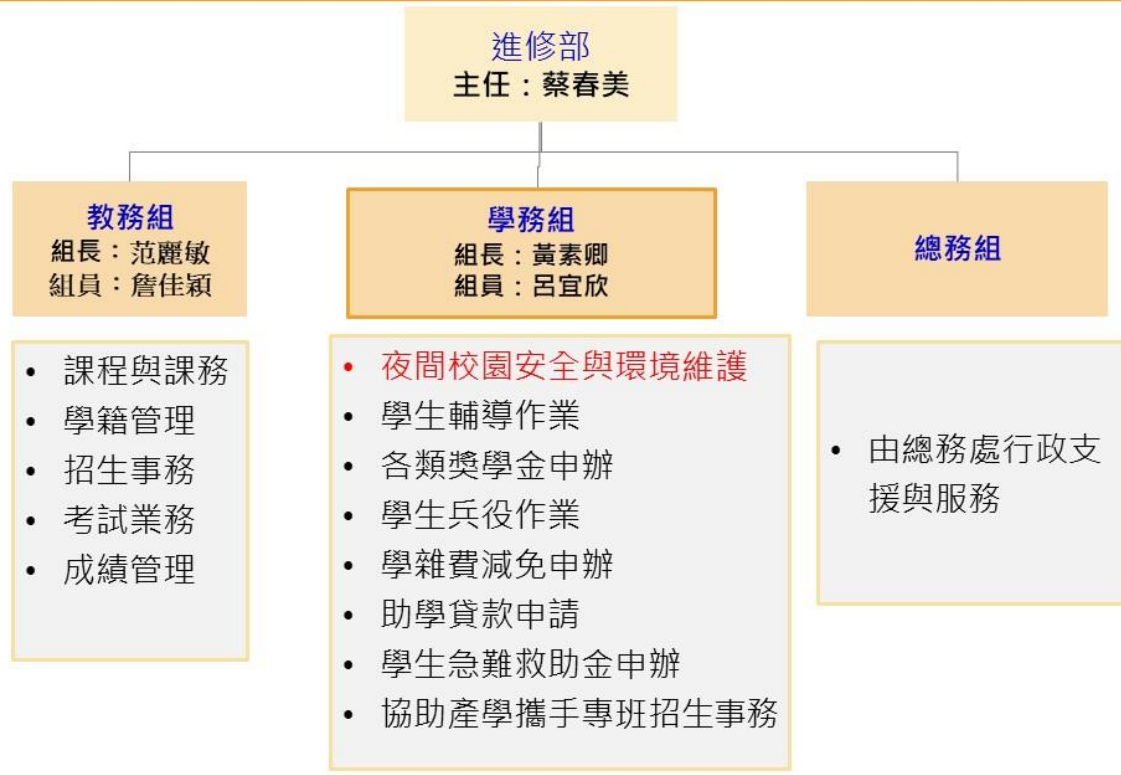 進修部
主任：蔡春美
教務組
組長：范麗敏
組員：詹佳穎
學務組
組長：黃素卿
組員：呂宜欣
總務組
• 課程與課務
• 學籍管理
• 招生事務
• 考試業務
• 成績管理
• 夜間校園安全與環境維護
• 學生輔導作業
• 各類獎學金申辦
• 學生兵役作業
• 學雜費減免申辦
• 助學貸款申請
• 學生急難救助金申辦
• 協助產學攜手專班招生事務
• 由總務處行政支
援與服務